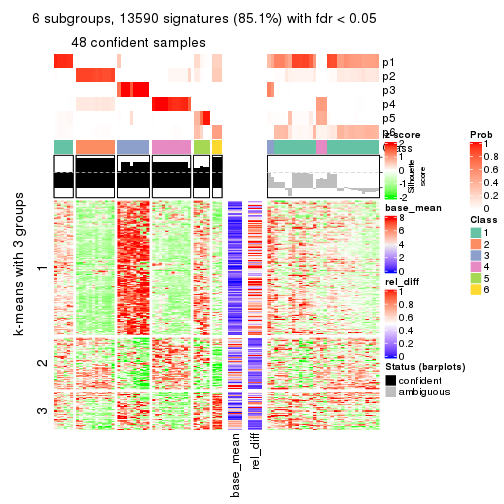 6 subgroups, 13590 signatures (85.1%) with fdr < 0.05
48 confident samples
p1
p2
p3
p4
p5
p6
Class
Silhouette
score
k-means with 3 groups
1
2
3
base_mean
rel_diff
z-score
2
1
0
-1
-2
base_mean
8
6
4
2
0
rel_diff
1
0.8
0.6
0.4
0.2
0
Status (barplots)
confident
ambiguous
Prob
1
0.8
0.6
0.4
0.2
0
Class
1
2
3
4
5
6